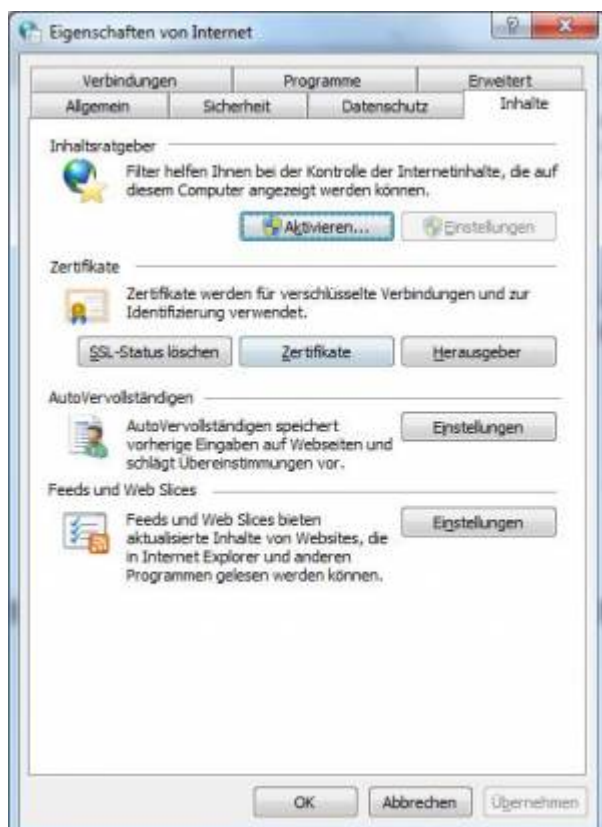 Eigenschaften von Internet
Verbindungen Programme Erweitert
Allgemein Sicherheit Datenschutz Inhalte
Inhaltsratgeber
Filter helfen Ihnen bei der Kontrolle der Internetinhalte, die auf
diesem Computer angezeigt werden können.
Aktivieren... Einstellungen
Zertifikate
Zertifikate werden für verschlüsselte Verbindungen und zur
Identifizierung verwendet.
SSL-Status löschen Zertifikate Herausgeber
AutoVervollständigen
AutoVervollständigen speichert
vorherige Eingaben auf Webseiten und
schlägt Übereinstimmungen vor.
Einstellungen
Feeds und Web Slices
Feeds und Web Slices bieten
aktualisierte Inhalte von Websites, die
in Internet Explorer und anderen
Programmen gelesen werden können.
Einstellungen
OK Abbrechen Übernehmen